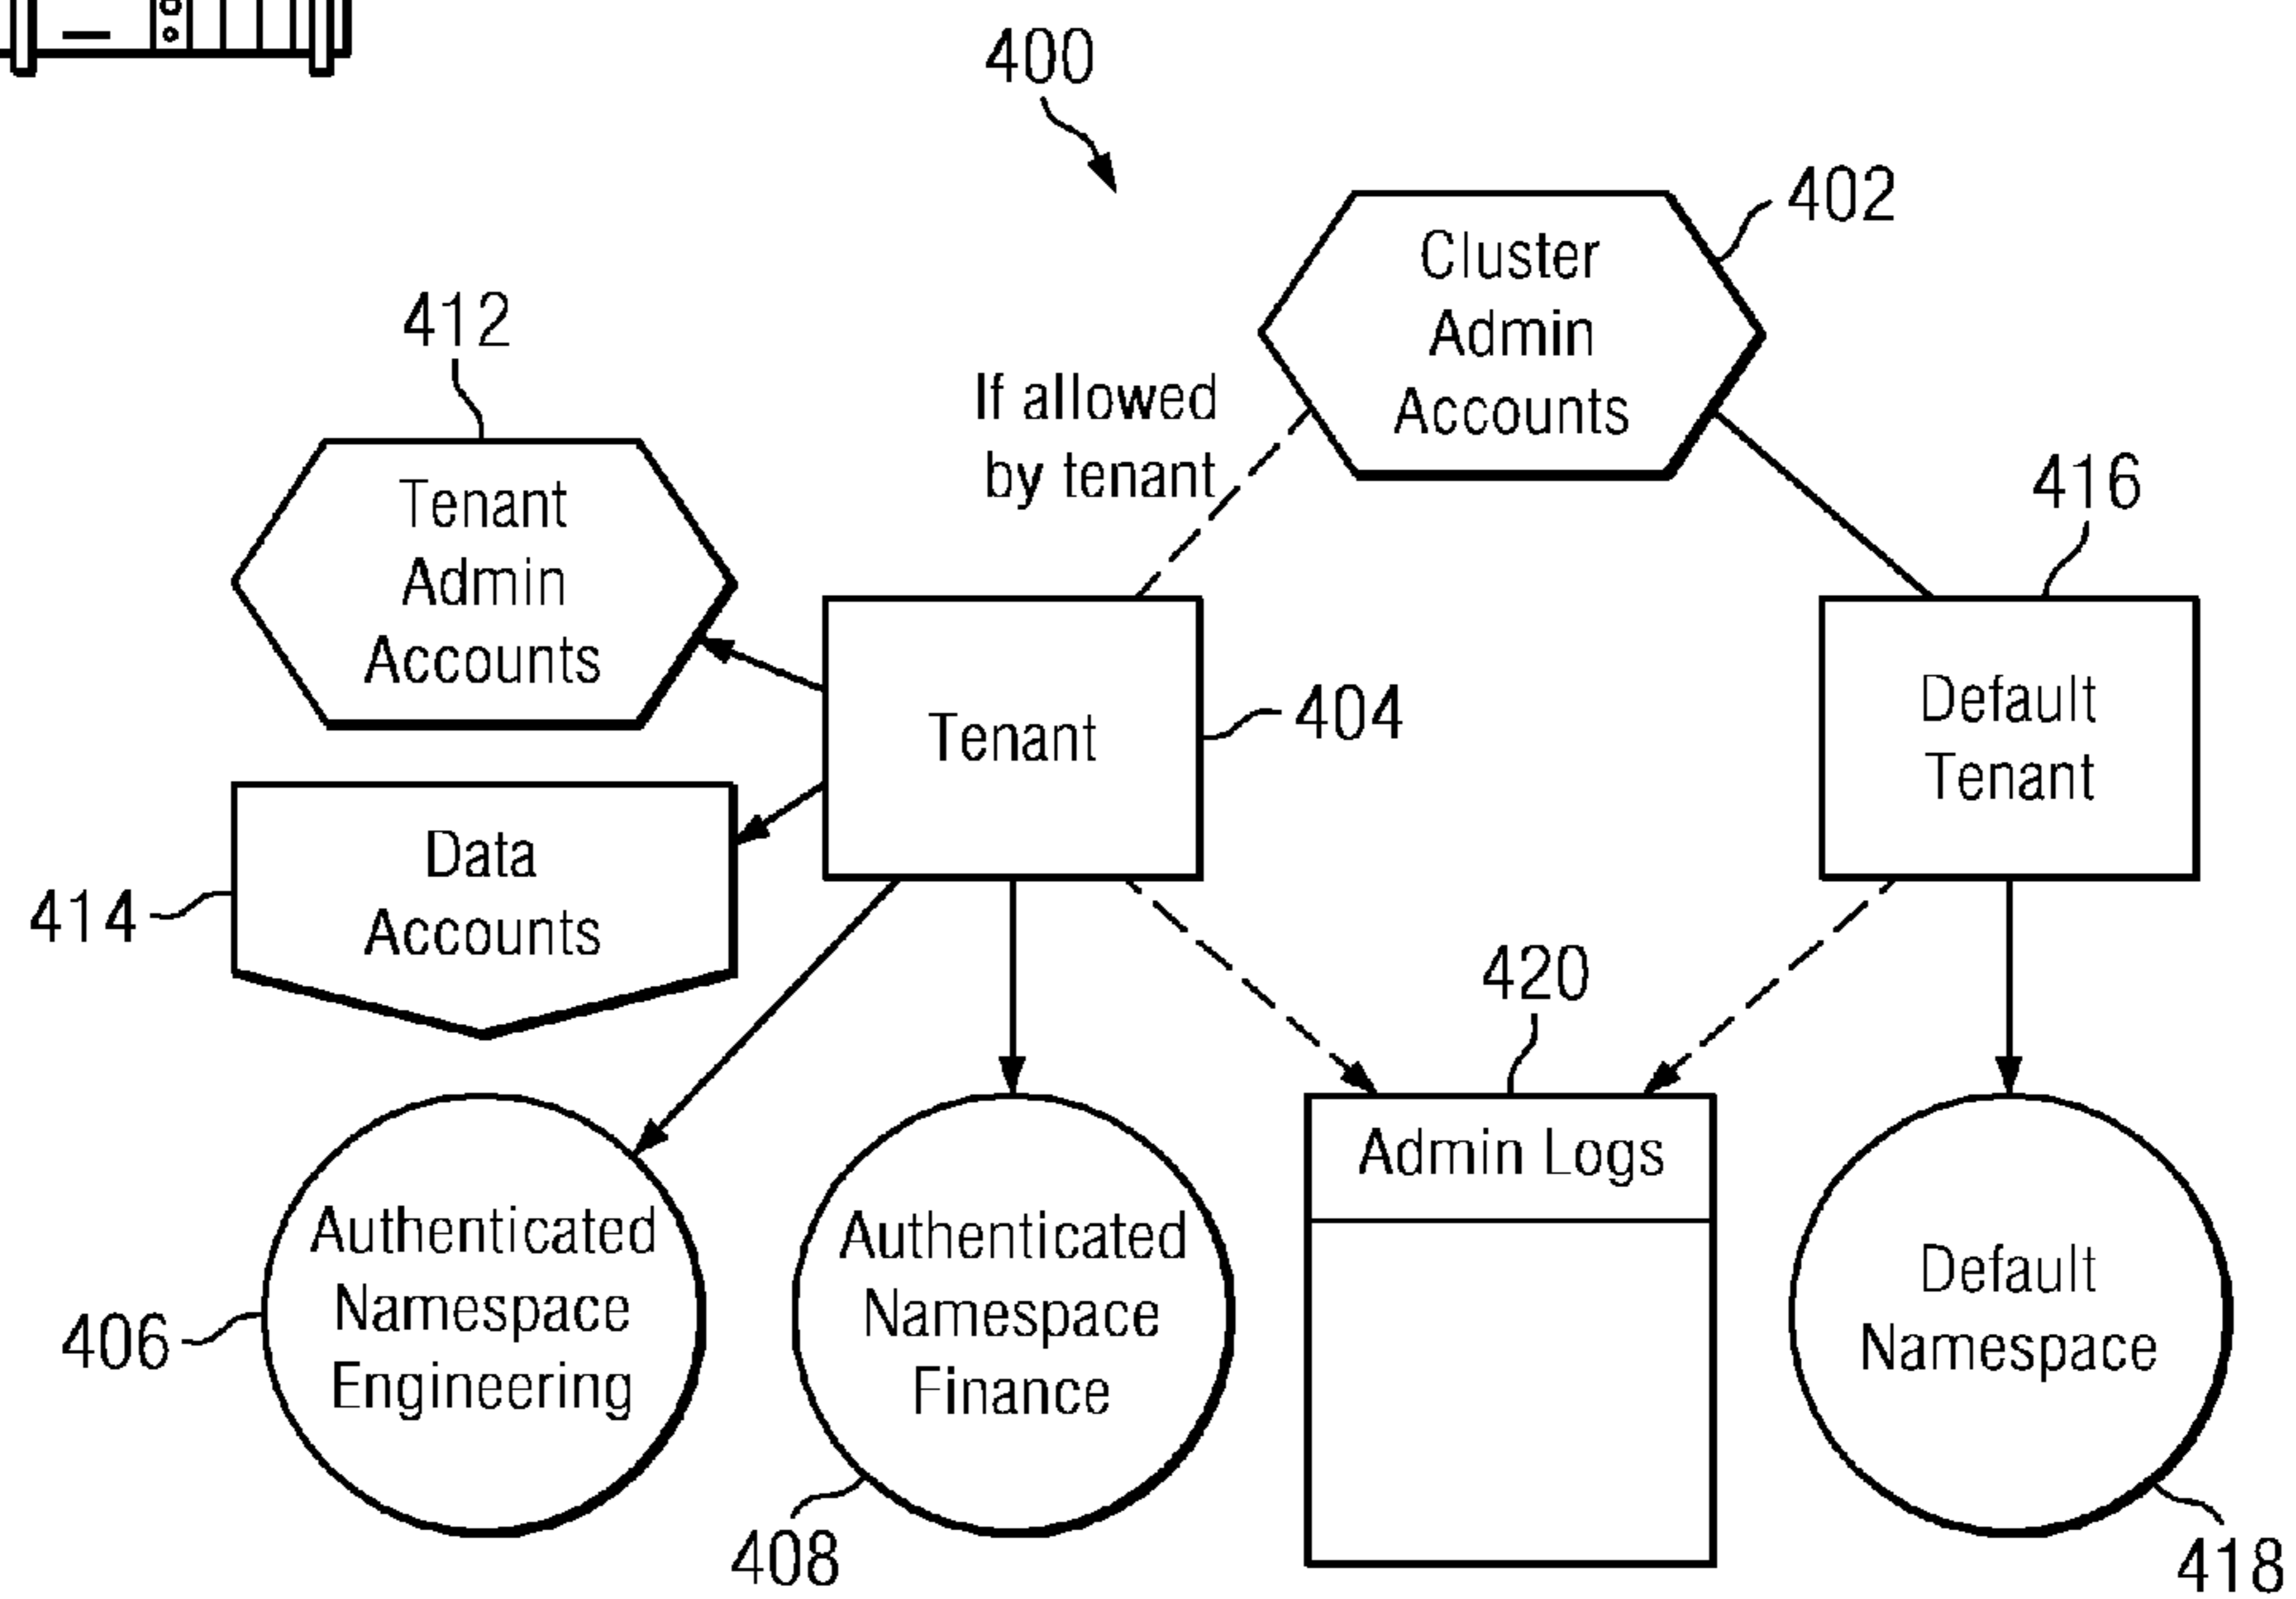 400
402
Cluster
Admin
Accounts
If allowed
by tenant
412
Tenant
Admin
Accounts
416
Default
Tenant
Tenant
404
Data
Accounts
414
420
Admin Logs
Authenticated
Namespace
Engineering
406
Authenticated
Namespace
Finance
408
Default
Namespace
418